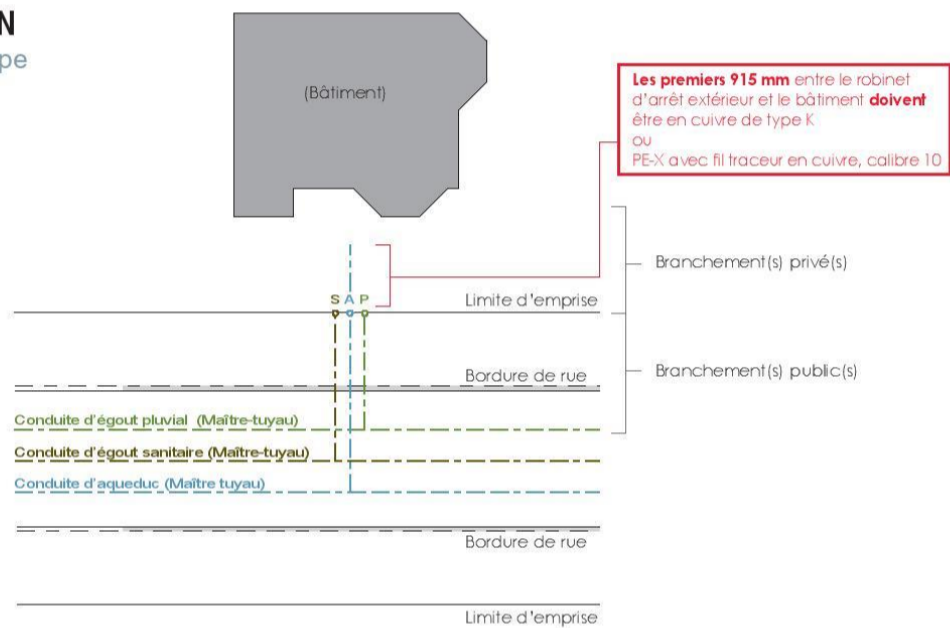 N
pe
(Bâtiment)
Les premiers 915 mm entre le robinet
d'arrêt extérieur et le bâtiment doivent
être en cuivre de type K
ou
PE-X avec fil traceur en cuivre, calibre 10
Branchement(s) privé(s)
S A P
Limite d'emprise
Bordure de rue
Branchement(s) public(s)
Conduite d'égout pluvial (Maître-tuyau)
Conduite d'égout sanitaire (Maître-tuyau)
Conduite d'aqueduc (Maître tuyau)
Bordure de rue
Limite d'emprise